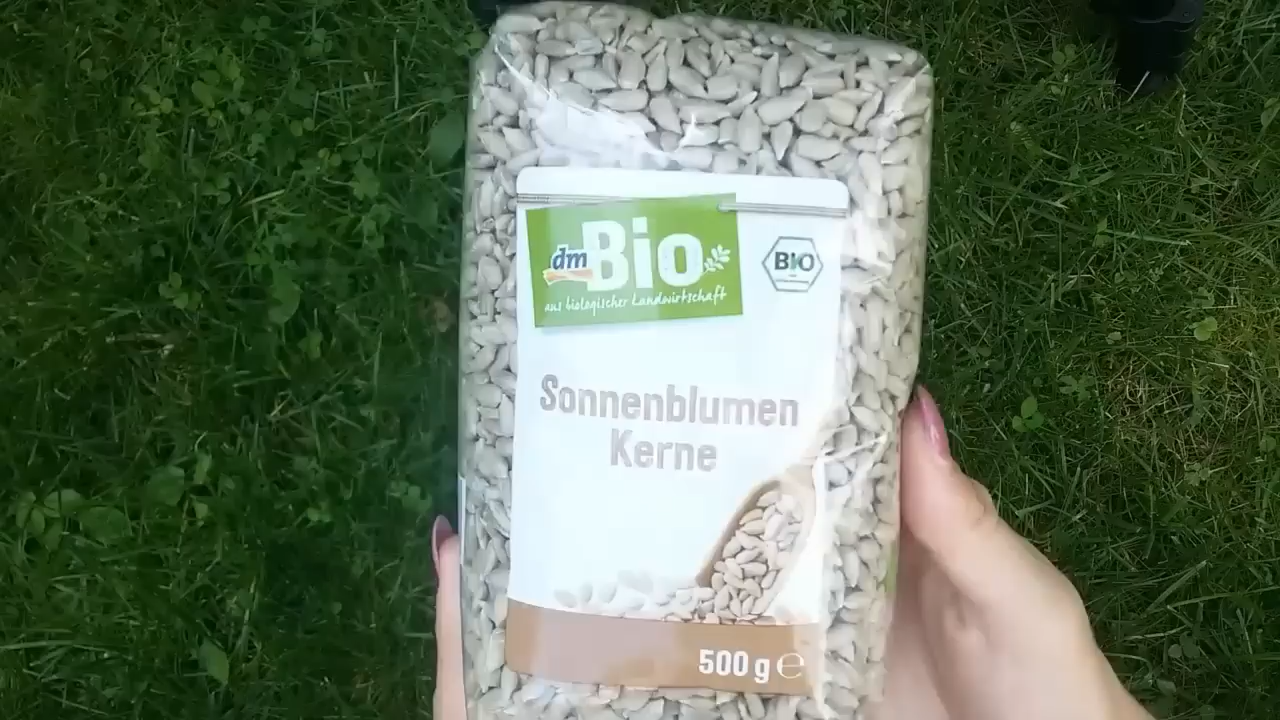 dmBio
aus biologischer Landwirtschaft
BIO
Sonnenblumen
Kerne
500 g e